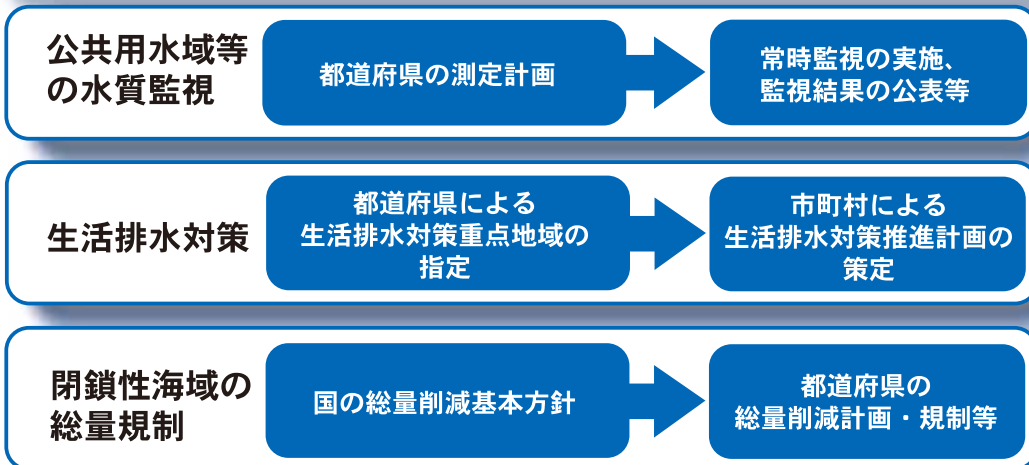 公共用水域等
の水質監視
都道府県の測定計画
常時監視の実施、
監視結果の公表等
生活排水対策
都道府県による
生活排水対策重点地域の
指定
市町村による
生活排水対策推進計画の
策定
閉鎖性海域の
総量規制
国の総量削減基本方針
都道府県の
総量削減計画・規制等